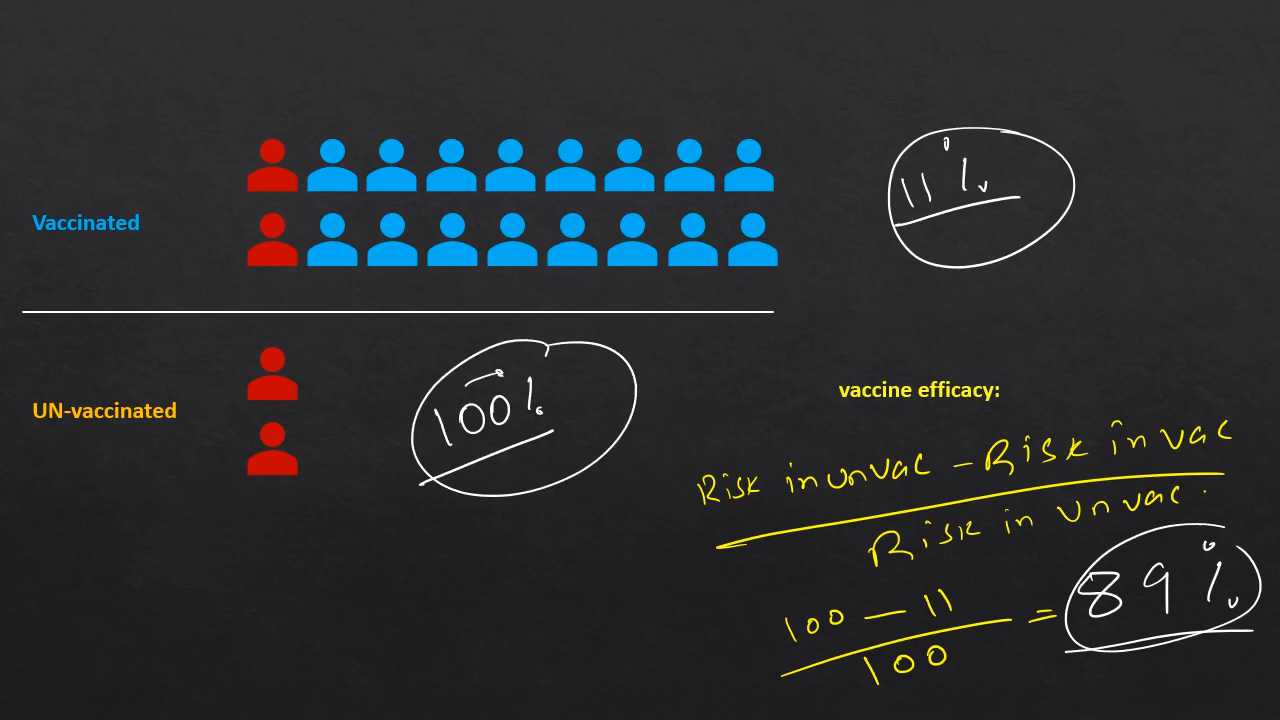 11%
Vaccinated
UN-vaccinated
100%
vaccine efficacy:
Risk in unvac - Risk in vac
Risk in unvac.
100 - 11
100
= 89%